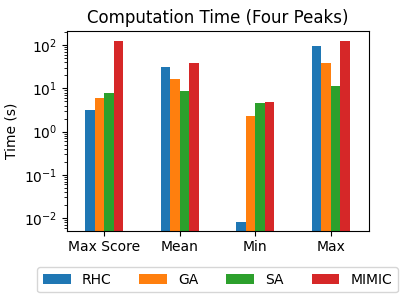 Computation Time (Four Peaks)
Time (s)
10²
10¹
10⁰
10⁻¹
10⁻²
Max Score Mean Min Max
RHC GA SA MIMIC